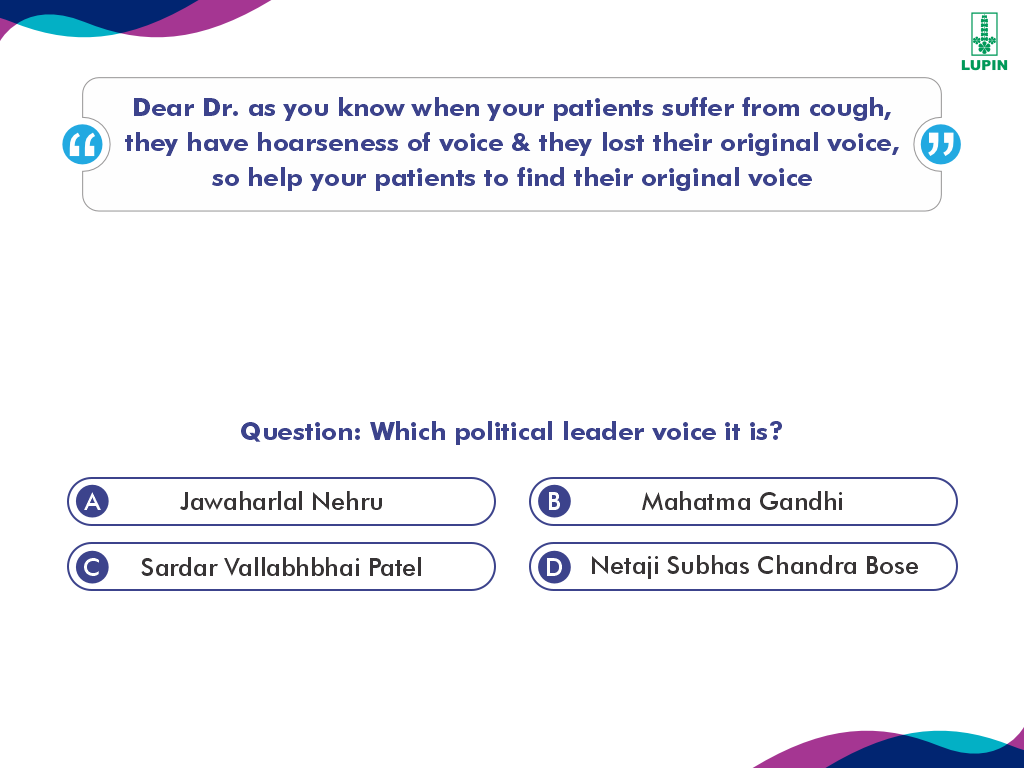 LUPIN
Dear Dr. as you know when your patients suffer from cough,
“
they have hoarseness of voice & they lost their original voice,
”
so help your patients to find their original voice
Question: Which political leader voice it is?
A Jawaharlal Nehru
B Mahatma Gandhi
C Sardar Vallabhbhai Patel
D Netaji Subhas Chandra Bose